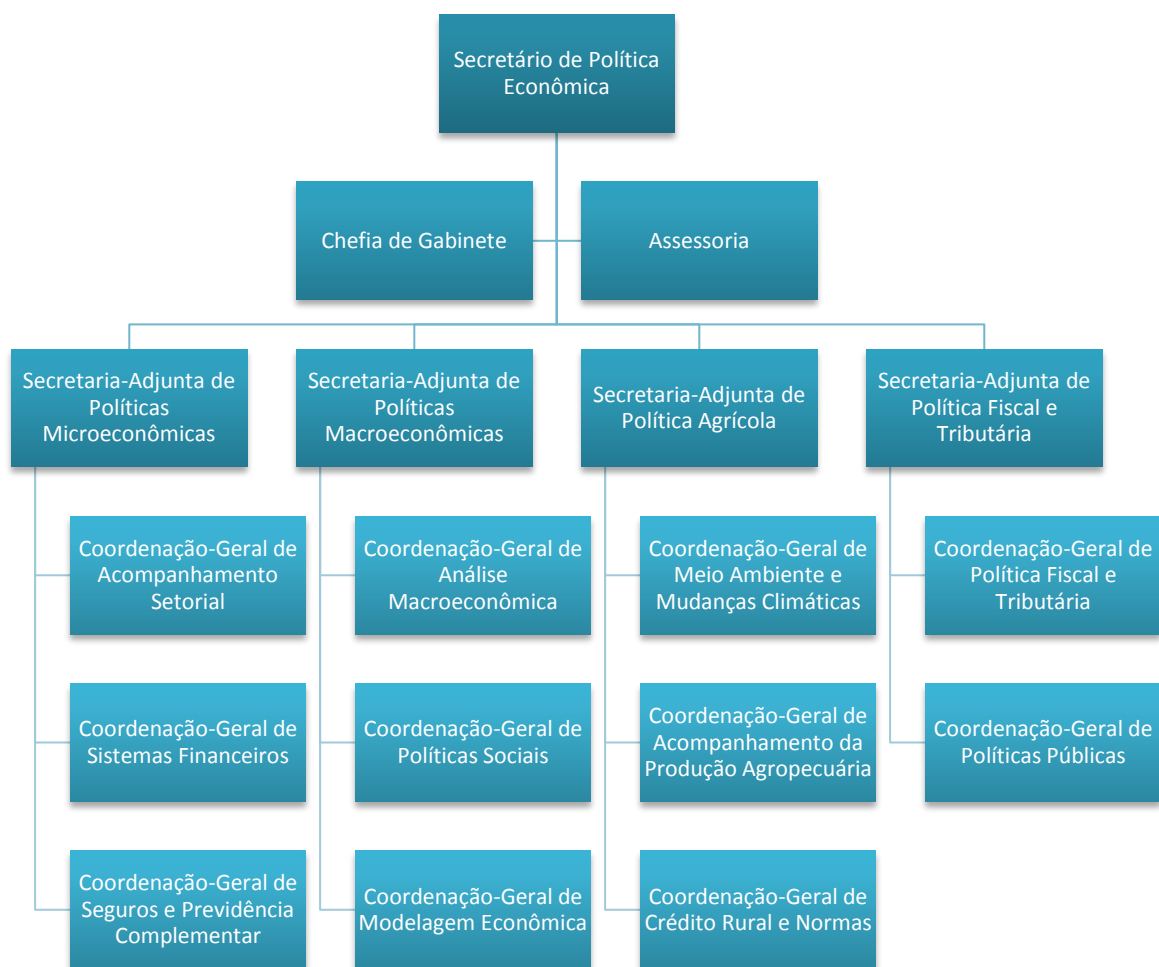 Secretário de Política
Econômica
Chefia de Gabinete
Assessoria
Secretaria-Adjunta de
Políticas
Microeconômicas
Secretaria-Adjunta de
Políticas
Macroeconômicas
Secretaria-Adjunta de
Política Agrícola
Secretaria-Adjunta de
Política Fiscal e
Tributária
Coordenação-Geral de
Acompanhamento
Setorial
Coordenação-Geral de
Análise
Macroeconômica
Coordenação-Geral de
Meio Ambiente e
Mudanças Climáticas
Coordenação-Geral de
Política Fiscal e
Tributária
Coordenação-Geral de
Sistemas Financeiros
Coordenação-Geral de
Políticas Sociais
Coordenação-Geral de
Acompanhamento da
Produção Agropecuária
Coordenação-Geral de
Políticas Públicas
Coordenação-Geral de
Seguros e Previdência
Complementar
Coordenação-Geral de
Modelagem Econômica
Coordenação-Geral de
Crédito Rural e Normas